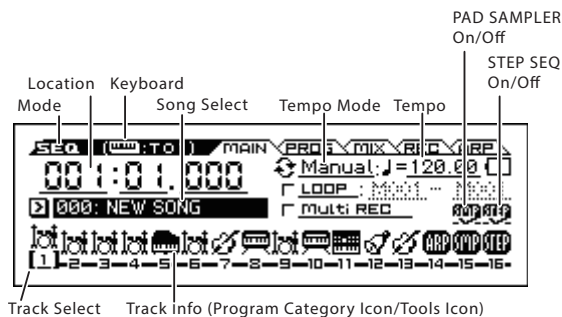 PAD SAMPLER
On/Off
STEP SEQ
On/Off
Location Keyboard
Mode Song Select Tempo Mode Tempo
SEQ ( :T01) MAIN PROG MIX REC ARP
001:01.000 Manual:♩=120.00
LOOP : M001 -- M001
000: NEW SONG Multi REC
ARP SMP STEP
[1]-2-3-4-5-6-7-8-9-10-11-12-13-14-15-16-
Track Select Track Info (Program Category Icon/Tools Icon)